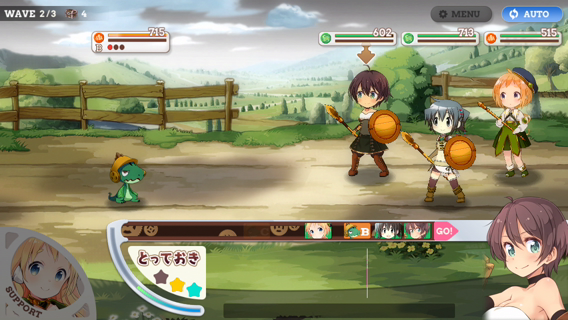 WAVE 2/3 4
MENU
AUTO
715
B
602
713
515
B
GO!
とっておき
SUPPORT